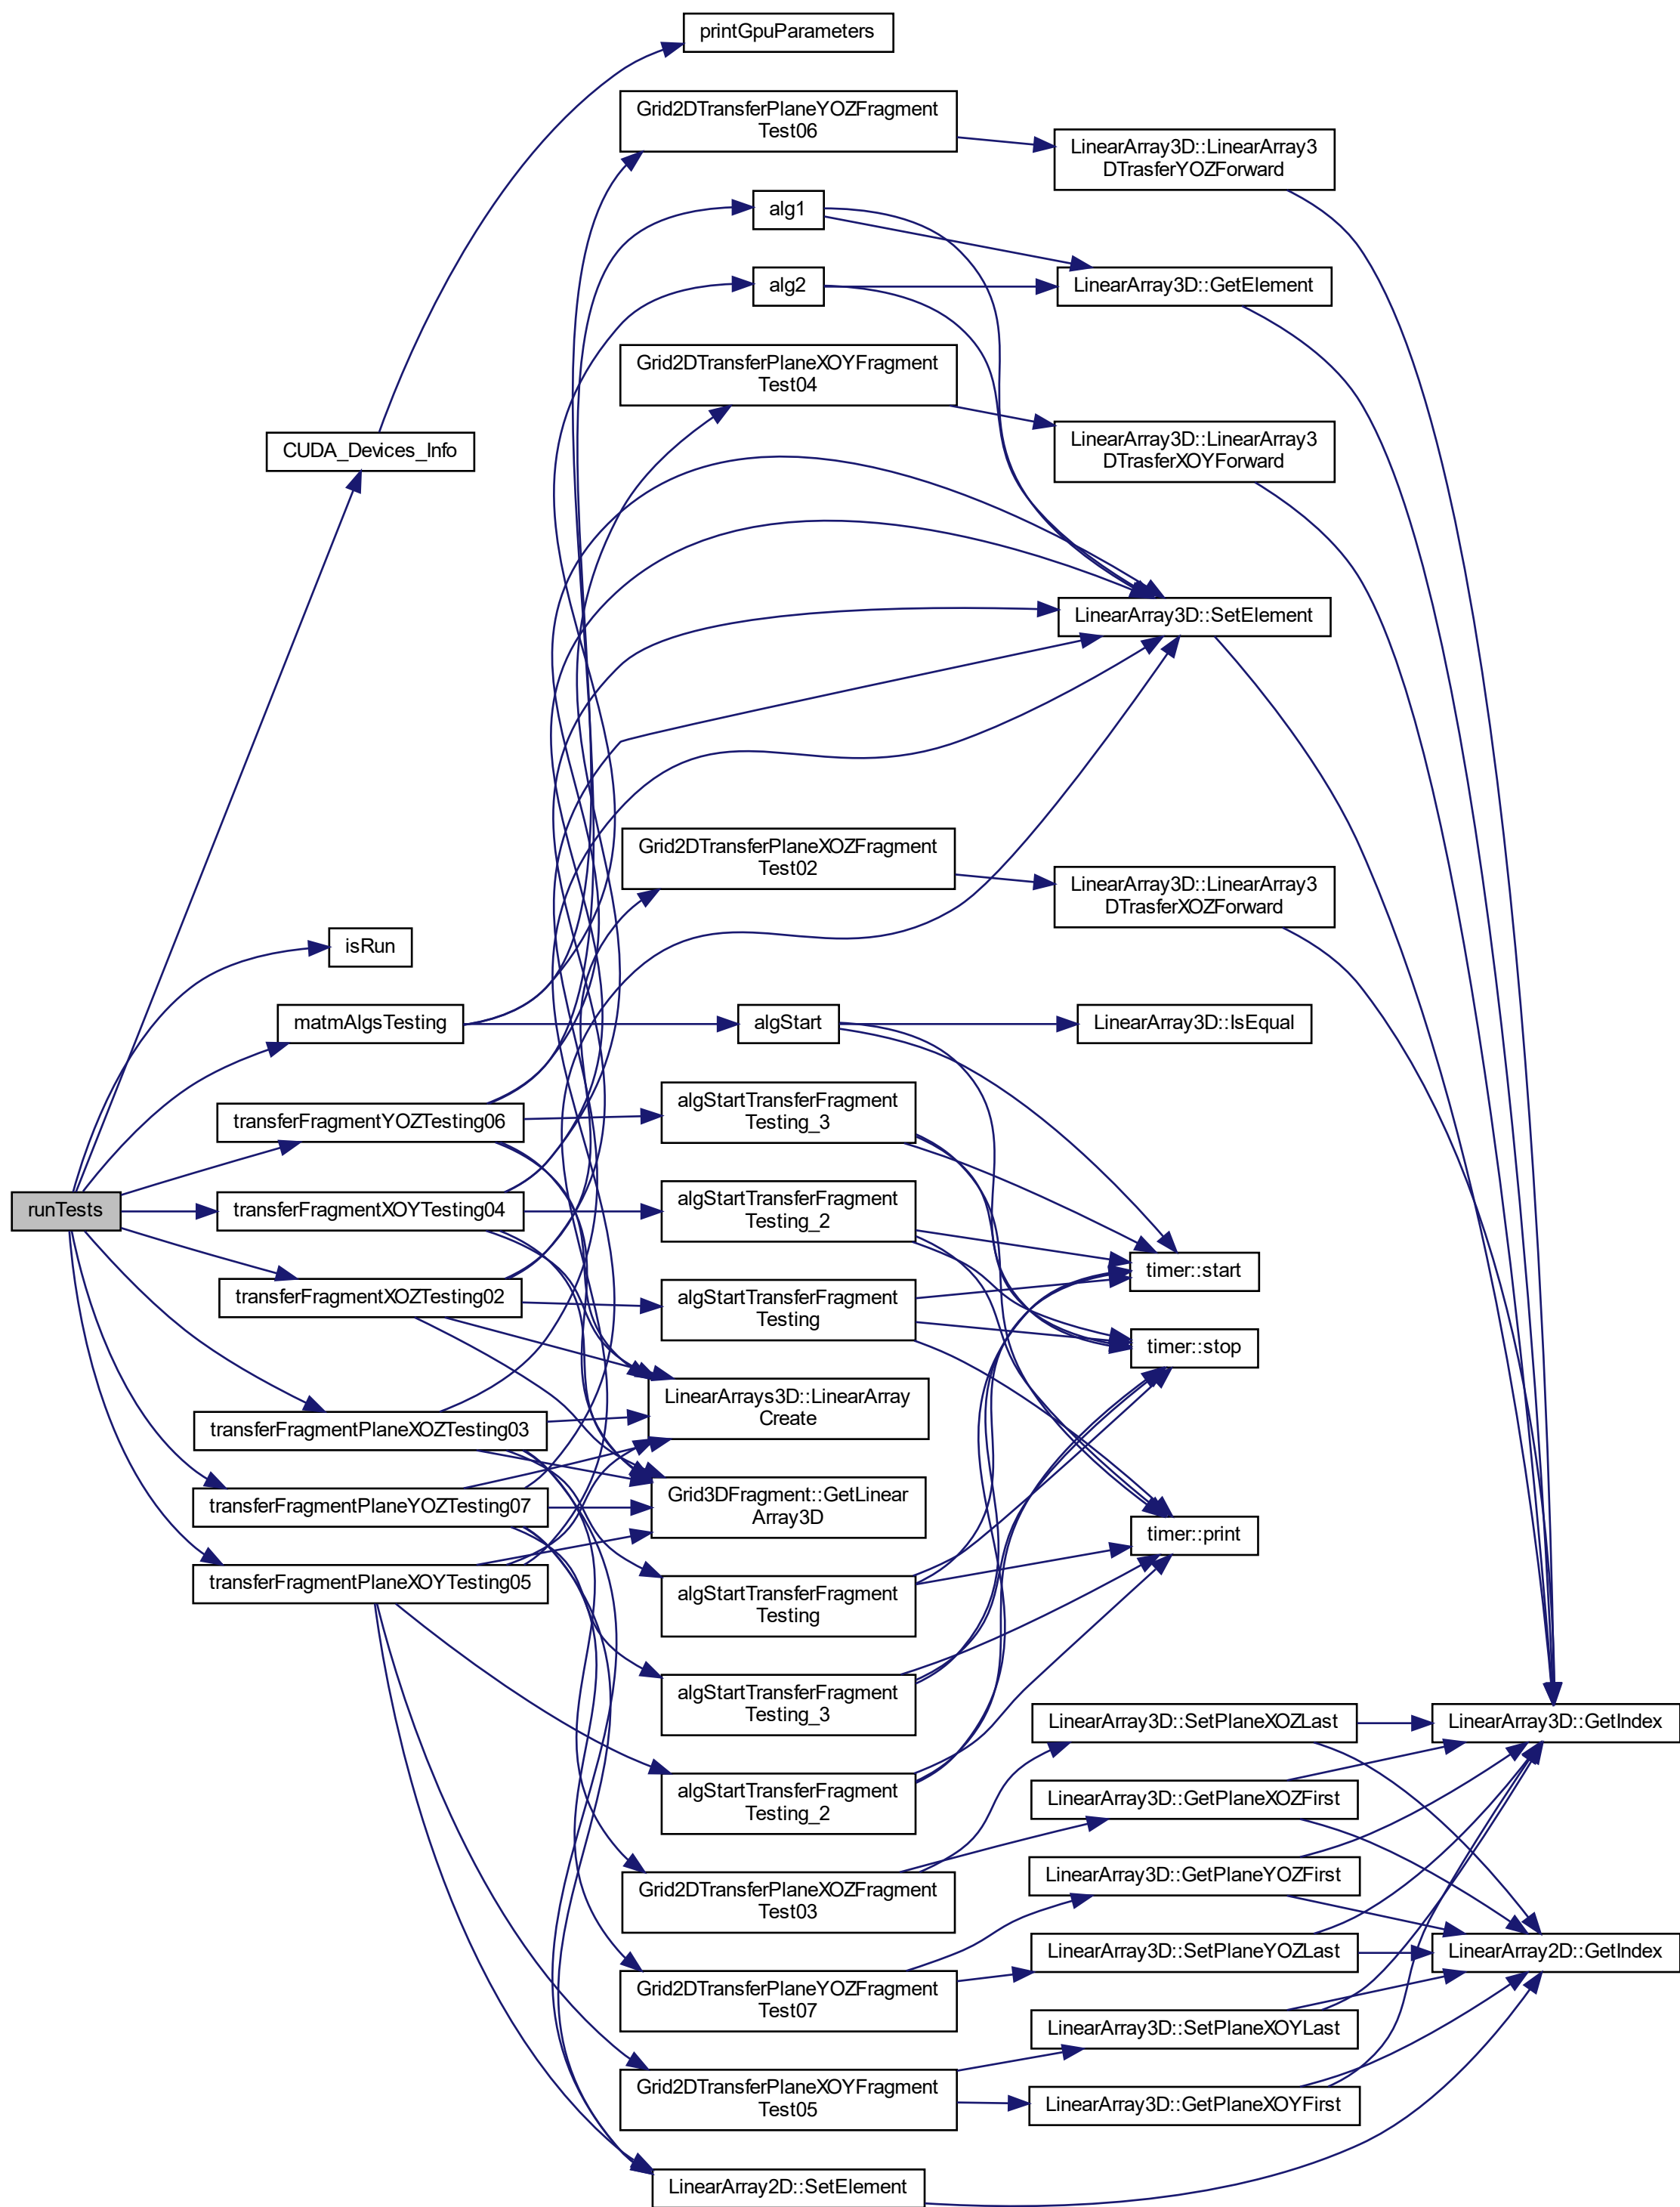 printGpuParameters
Grid2DTransferPlaneYOZFragment
Test06
LinearArray3D::LinearArray3
DTrasferYOZForward
alg1
LinearArray3D::GetElement
alg2
Grid2DTransferPlaneXOYFragment
Test04
LinearArray3D::LinearArray3
DTrasferXOYForward
CUDA_Devices_Info
LinearArray3D::SetElement
Grid2DTransferPlaneXOZFragment
Test02
LinearArray3D::LinearArray3
DTrasferXOZForward
isRun
matmAlgsTesting
algStart
LinearArray3D::IsEqual
transferFragmentYOZTesting06
algStartTransferFragment
Testing_3
runTests
transferFragmentXOYTesting04
algStartTransferFragment
Testing_2
timer::start
transferFragmentXOZTesting02
algStartTransferFragment
Testing
timer::stop
LinearArrays3D::LinearArray
Create
transferFragmentPlaneXOZTesting03
transferFragmentPlaneYOZTesting07
Grid3DFragment::GetLinear
Array3D
timer::print
transferFragmentPlaneXOYTesting05
algStartTransferFragment
Testing
algStartTransferFragment
Testing_3
LinearArray3D::SetPlaneXOZLast
LinearArray3D::GetIndex
algStartTransferFragment
Testing_2
LinearArray3D::GetPlaneXOZFirst
Grid2DTransferPlaneXOZFragment
Test03
LinearArray3D::GetPlaneYOZFirst
LinearArray3D::SetPlaneYOZLast
LinearArray2D::GetIndex
Grid2DTransferPlaneYOZFragment
Test07
LinearArray3D::SetPlaneXOYLast
Grid2DTransferPlaneXOYFragment
Test05
LinearArray3D::GetPlaneXOYFirst
LinearArray2D::SetElement